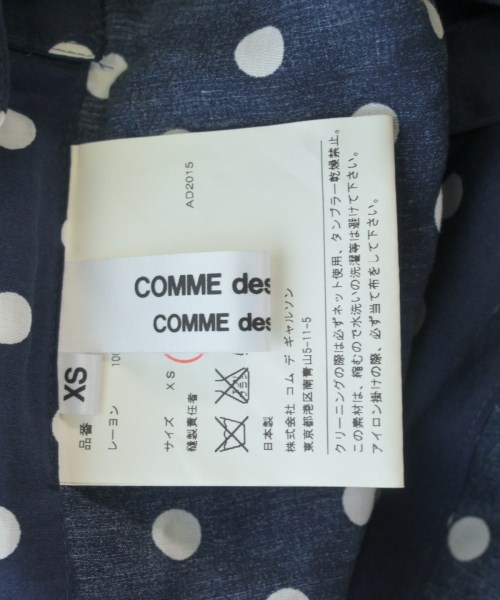 COMME des
COMME des
XS
AD2015
品番
レーヨン 100
サイズ XS
縫製責任者
日本製
株式会社 コム デ ギャルソン
東京都港区南青山5-11-5
クリーニングの際は必ずネット使用、タンブラー乾燥禁止。
この素材は、縮むので水洗いの洗濯等は避けて下さい。
アイロン掛けの際、必ず当て布をして下さい。